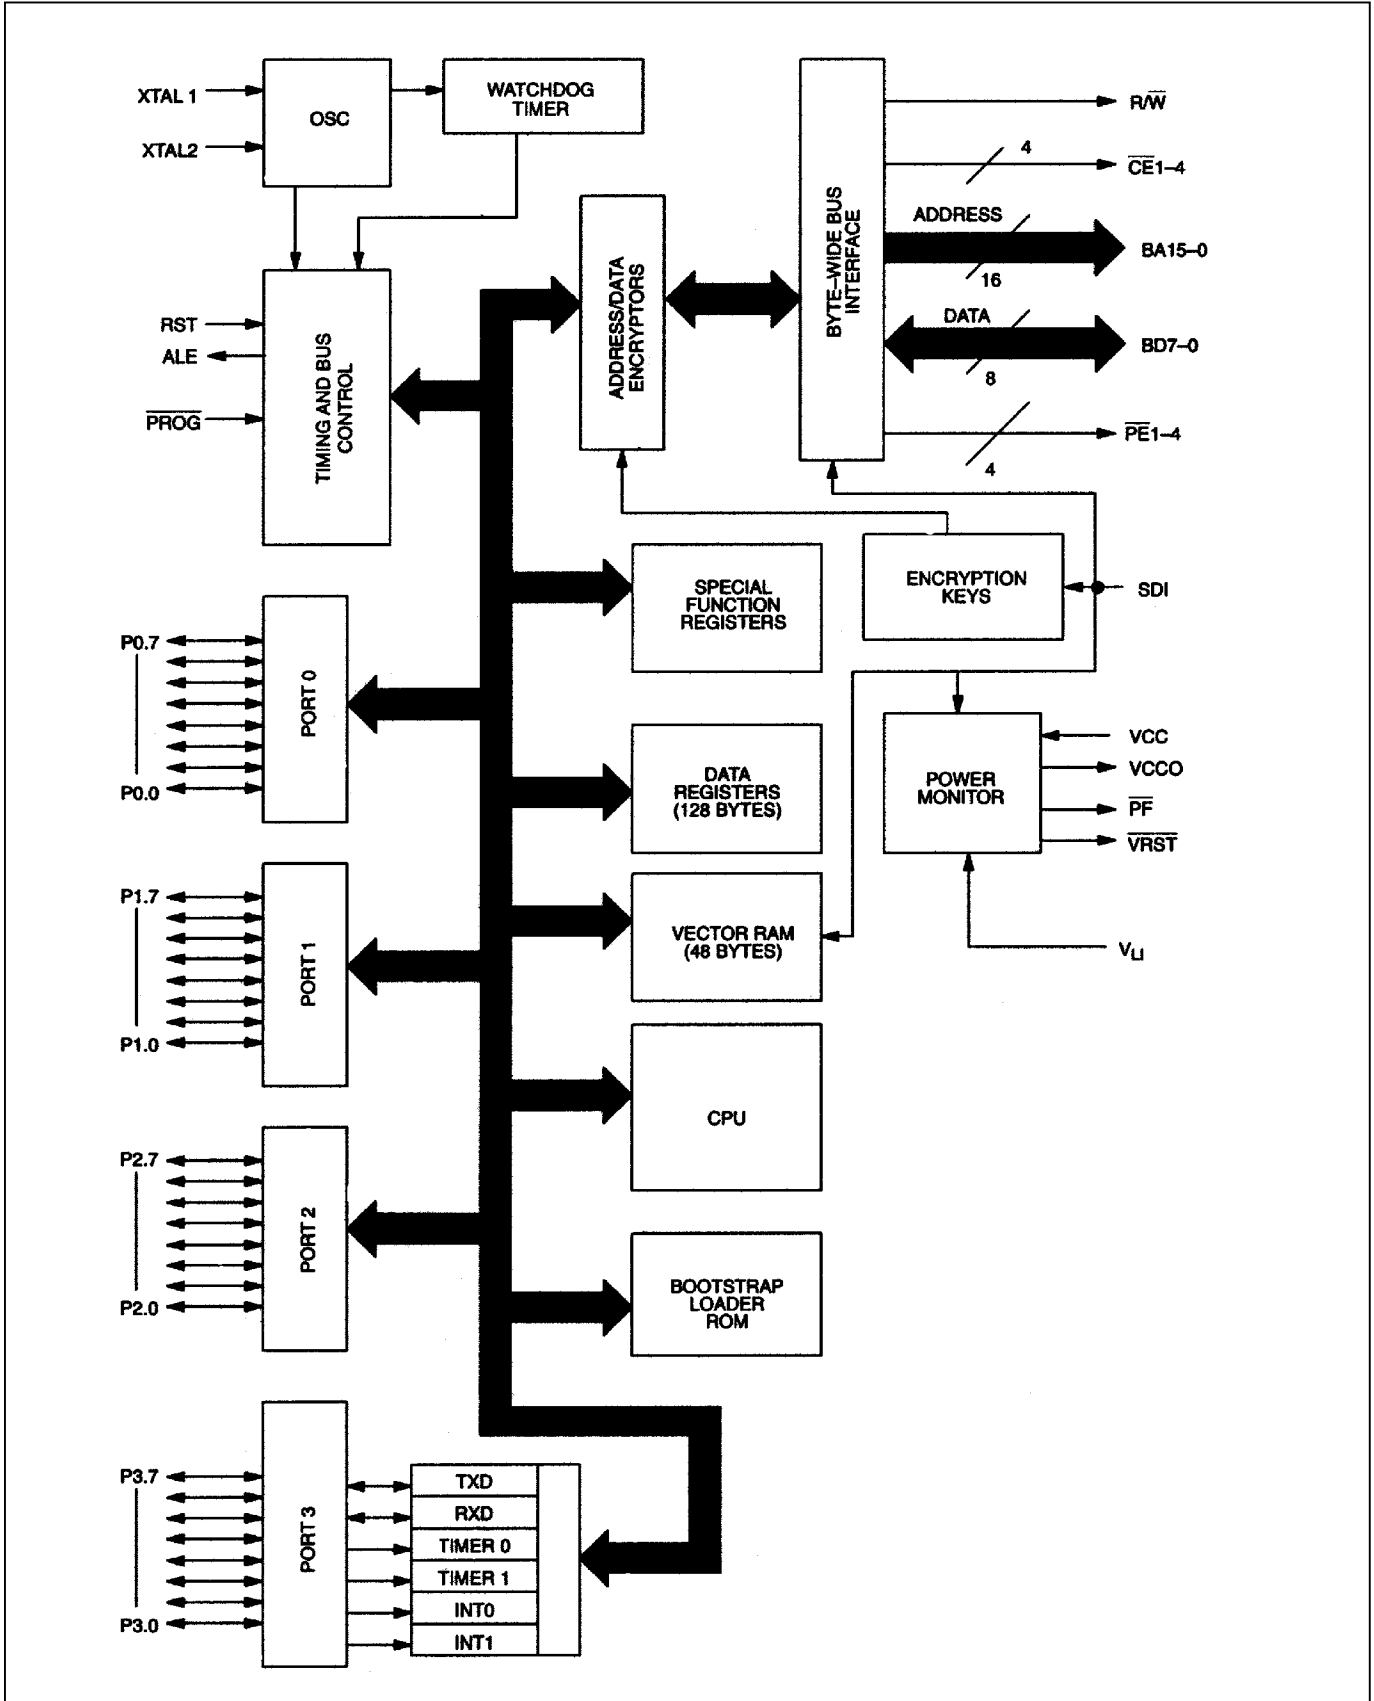 XTAL 1
XTAL2
OSC
WATCHDOG
TIMER
RST
ALE
PROG
TIMING AND BUS
CONTROL
ADDRESS/DATA
ENCRYPTORS
BYTE-WIDE BUS
INTERFACE
R/W
4
CE1-4
ADDRESS
16
BA15-0
DATA
8
BD7-0
PE1-4
4
ENCRYPTION
KEYS
SDI
SPECIAL
FUNCTION
REGISTERS
P0.7
P0.0
PORT 0
DATA
REGISTERS
(128 BYTES)
POWER
MONITOR
VCC
VCCO
PF
VRST
VLI
P1.7
P1.0
PORT 1
VECTOR RAM
(48 BYTES)
CPU
P2.7
P2.0
PORT 2
BOOTSTRAP
LOADER
ROM
P3.7
P3.0
PORT 3
TXD
RXD
TIMER 0
TIMER 1
INT0
INT1